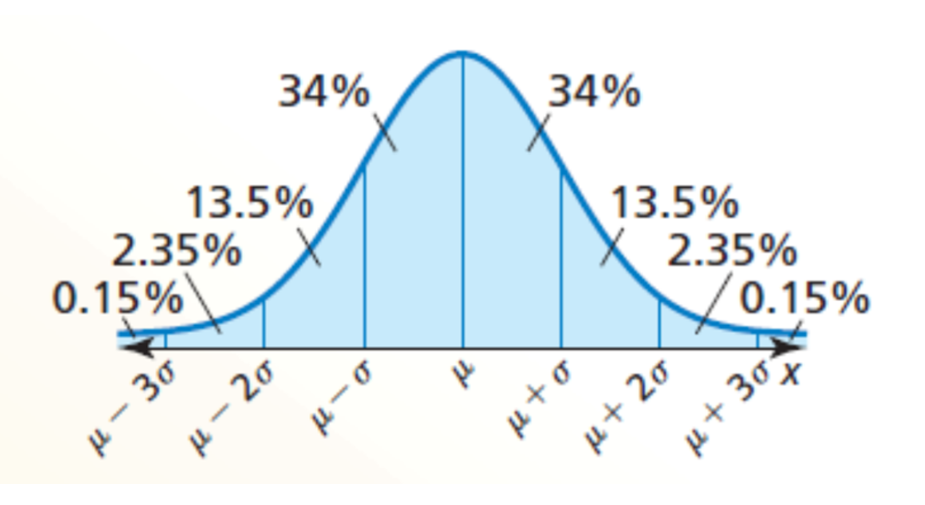 34% 34%
13.5% 13.5%
2.35% 2.35%
0.15% 0.15%
μ − 3σ μ − 2σ μ − σ μ μ + σ μ + 2σ μ + 3σ x